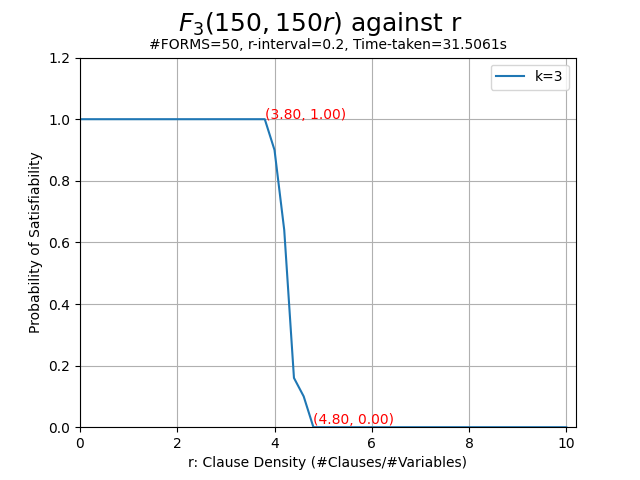 F₃(150, 150r) against r
#FORMS=50, r-interval=0.2, Time-taken=31.5061s
k=3
1.2
1.0
0.8
0.6
0.4
0.2
0.0
Probability of Satisfiability
(3.80, 1.00)
(4.80, 0.00)
0 2 4 6 8 10
r: Clause Density (#Clauses/#Variables)